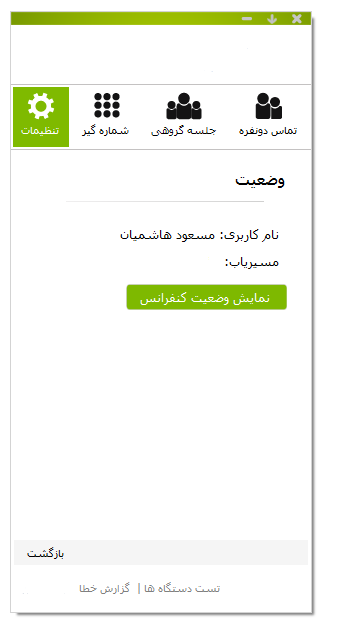 تماس دونفره
جلسه گروهی
شماره گیر
تنظیمات
وضعیت
نام کاربری: مسعود هاشمیان
مسیریاب:
نمایش وضعیت کنفرانس
بازگشت
تست دستگاه ها | گزارش خطا